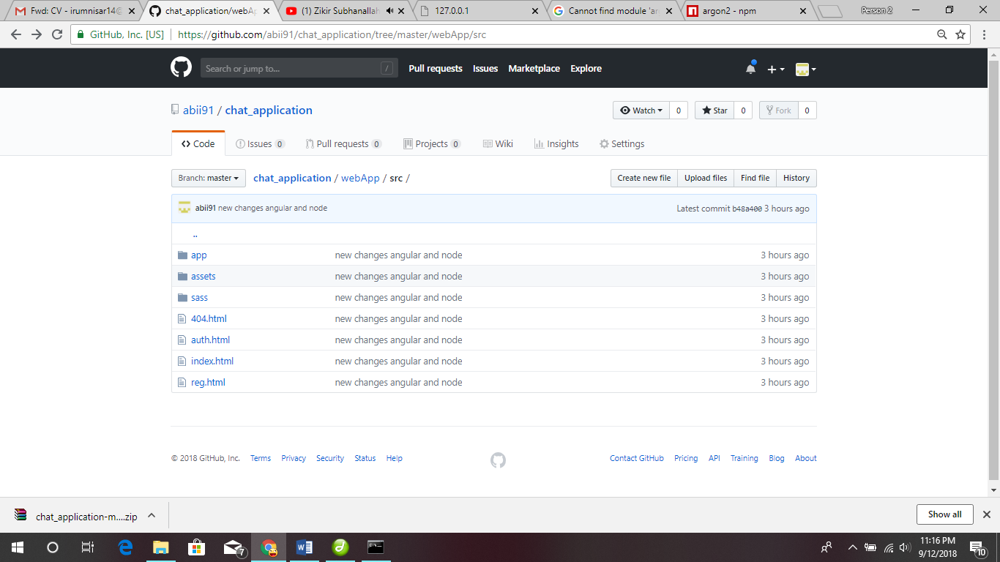 Fwd: CV - irumnisar14@
chat_application/webAp
(1) Zikir Subhanallah
127.0.0.1
Cannot find module 'ar
argon2 - npm
Person 2
GitHub, Inc. [US]
https://github.com/abii91/chat_application/tree/master/webApp/src
Search or jump to...
/
Pull requests
Issues
Marketplace
Explore
abii91 / chat_application
Watch 0
Star 0
Fork 0
Code
Issues 0
Pull requests 0
Projects 0
Wiki
Insights
Settings
Branch: master
chat_application / webApp / src /
Create new file
Upload files
Find file
History
abii91 new changes angular and node
Latest commit b48a400 3 hours ago
..
app new changes angular and node 3 hours ago
assets new changes angular and node 3 hours ago
sass new changes angular and node 3 hours ago
404.html new changes angular and node 3 hours ago
auth.html new changes angular and node 3 hours ago
index.html new changes angular and node 3 hours ago
reg.html new changes angular and node 3 hours ago
© 2018 GitHub, Inc. Terms Privacy Security Status Help
Contact GitHub Pricing API Training Blog About
chat_application-m....zip
Show all
7
11:16 PM
9/12/2018
10